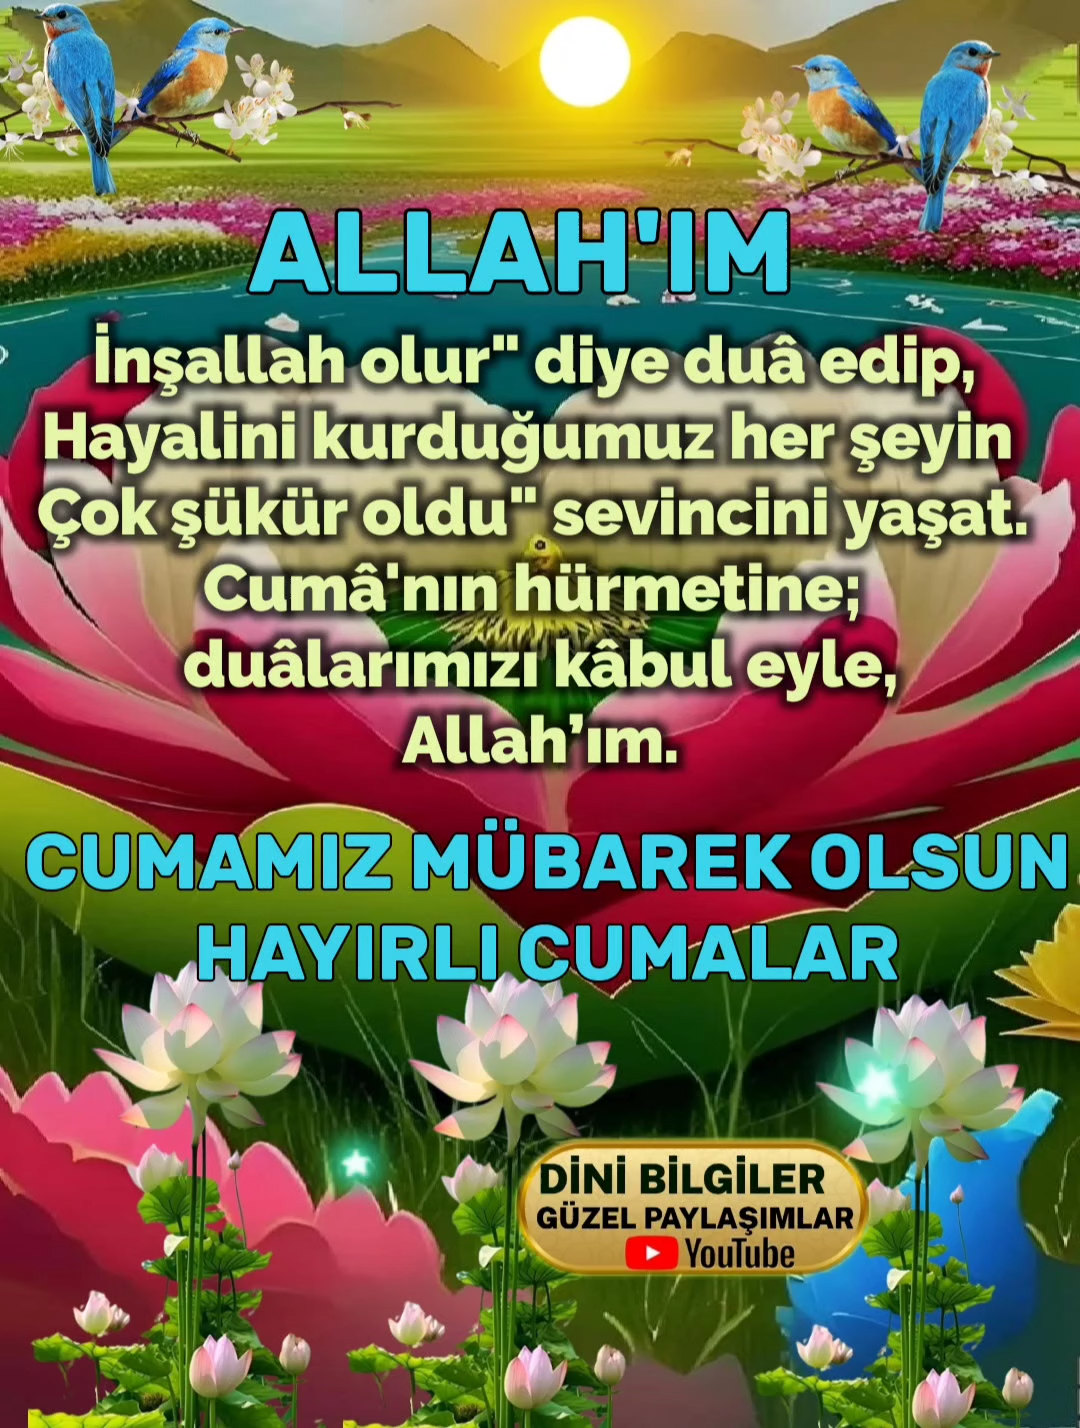 ALLAH'IM
İnşallah olur" diye duâ edip,
Hayalini kurduğumuz her şeyin
Çok şükür oldu" sevincini yaşat.
Cumâ'nın hürmetine;
duâlarımızı kâbul eyle,
Allah’ım.
CUMAMIZ MÜBAREK OLSUN
HAYIRLI CUMALAR
DİNİ BİLGİLER
GÜZEL PAYLAŞIMLAR
YouTube